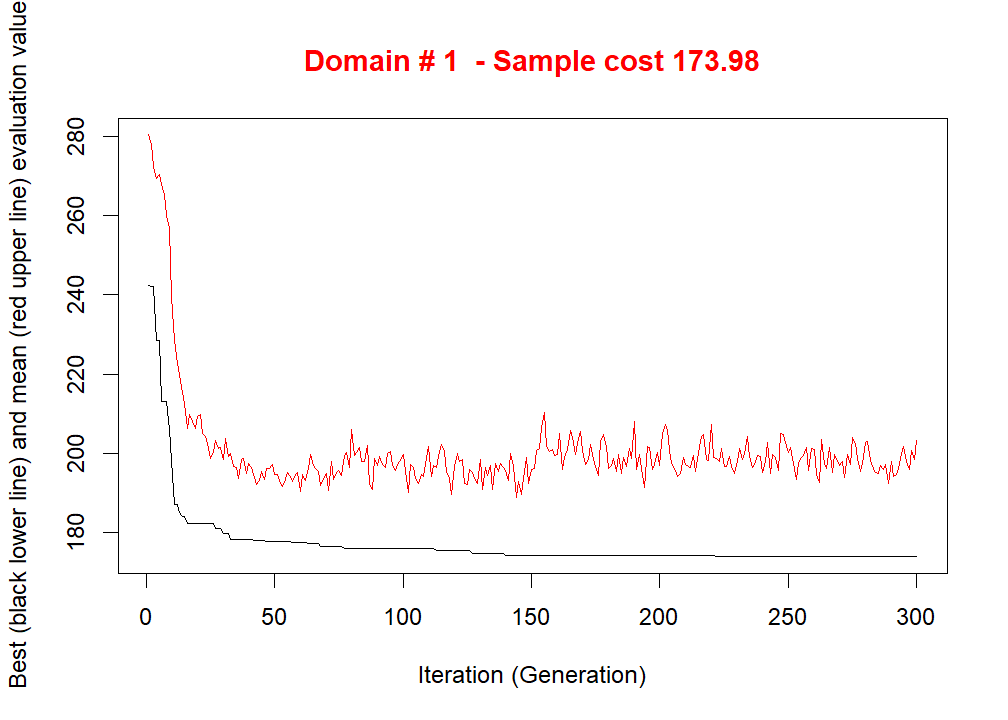 Domain # 1  - Sample cost 173.98
Best (black lower line) and mean (red upper line) evaluation value
280
260
240
220
200
180
0 50 100 150 200 250 300
Iteration (Generation)